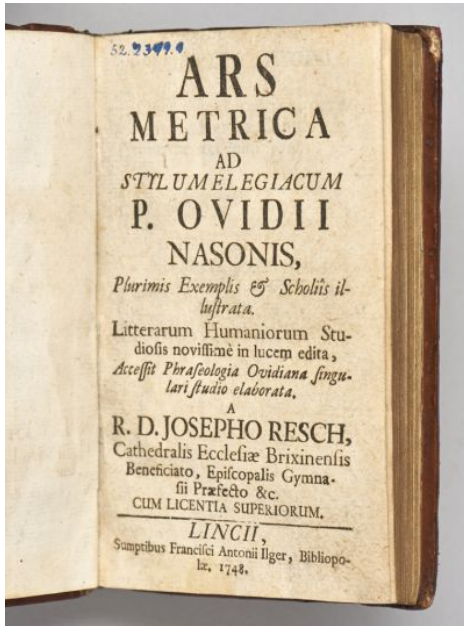 52.2399.1
ARS
METRICA
AD
STYLUM ELEGIACUM
P. OVIDII
NASONIS,
Plurimis Exemplis & Scholiis il-
lustrata.
Litterarum Humaniorum Stu-
diosis novissimè in lucem edita,
Accessit Phraseologia Ovidiana singu-
lari studio elaborata.
A
R. D. JOSEPHO RESCH,
Cathedralis Ecclesiæ Brixinensis
Beneficiato, Episcopalis Gymna-
sii Præfecto &c.
CUM LICENTIA SUPERIORUM.
LINCII,
Sumptibus Francisci Antonii Ilger, Bibliopo-
læ. 1748.